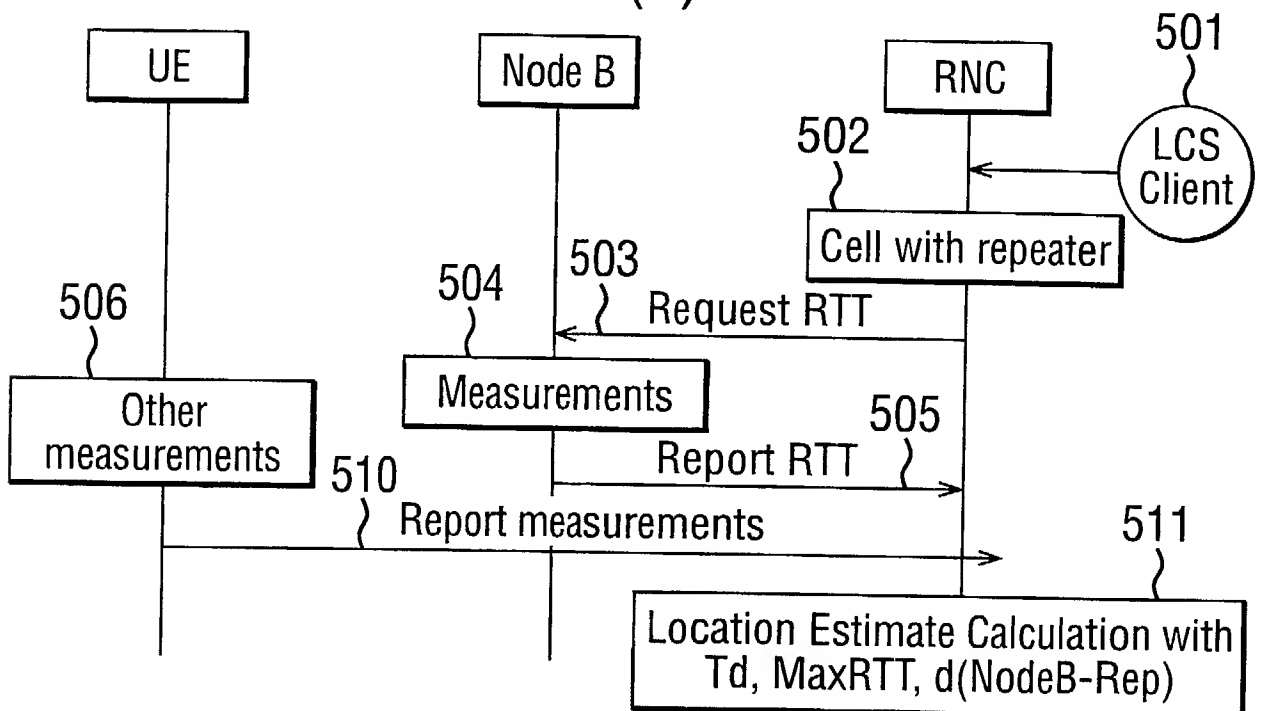 501
UE
Node B
RNC
502
LCS
Client
Cell with repeater
503
504
Request RTT
506
Measurements
Other
measurements
505
Report RTT
510
Report measurements
511
Location Estimate Calculation with
Td, MaxRTT, d(NodeB-Rep)